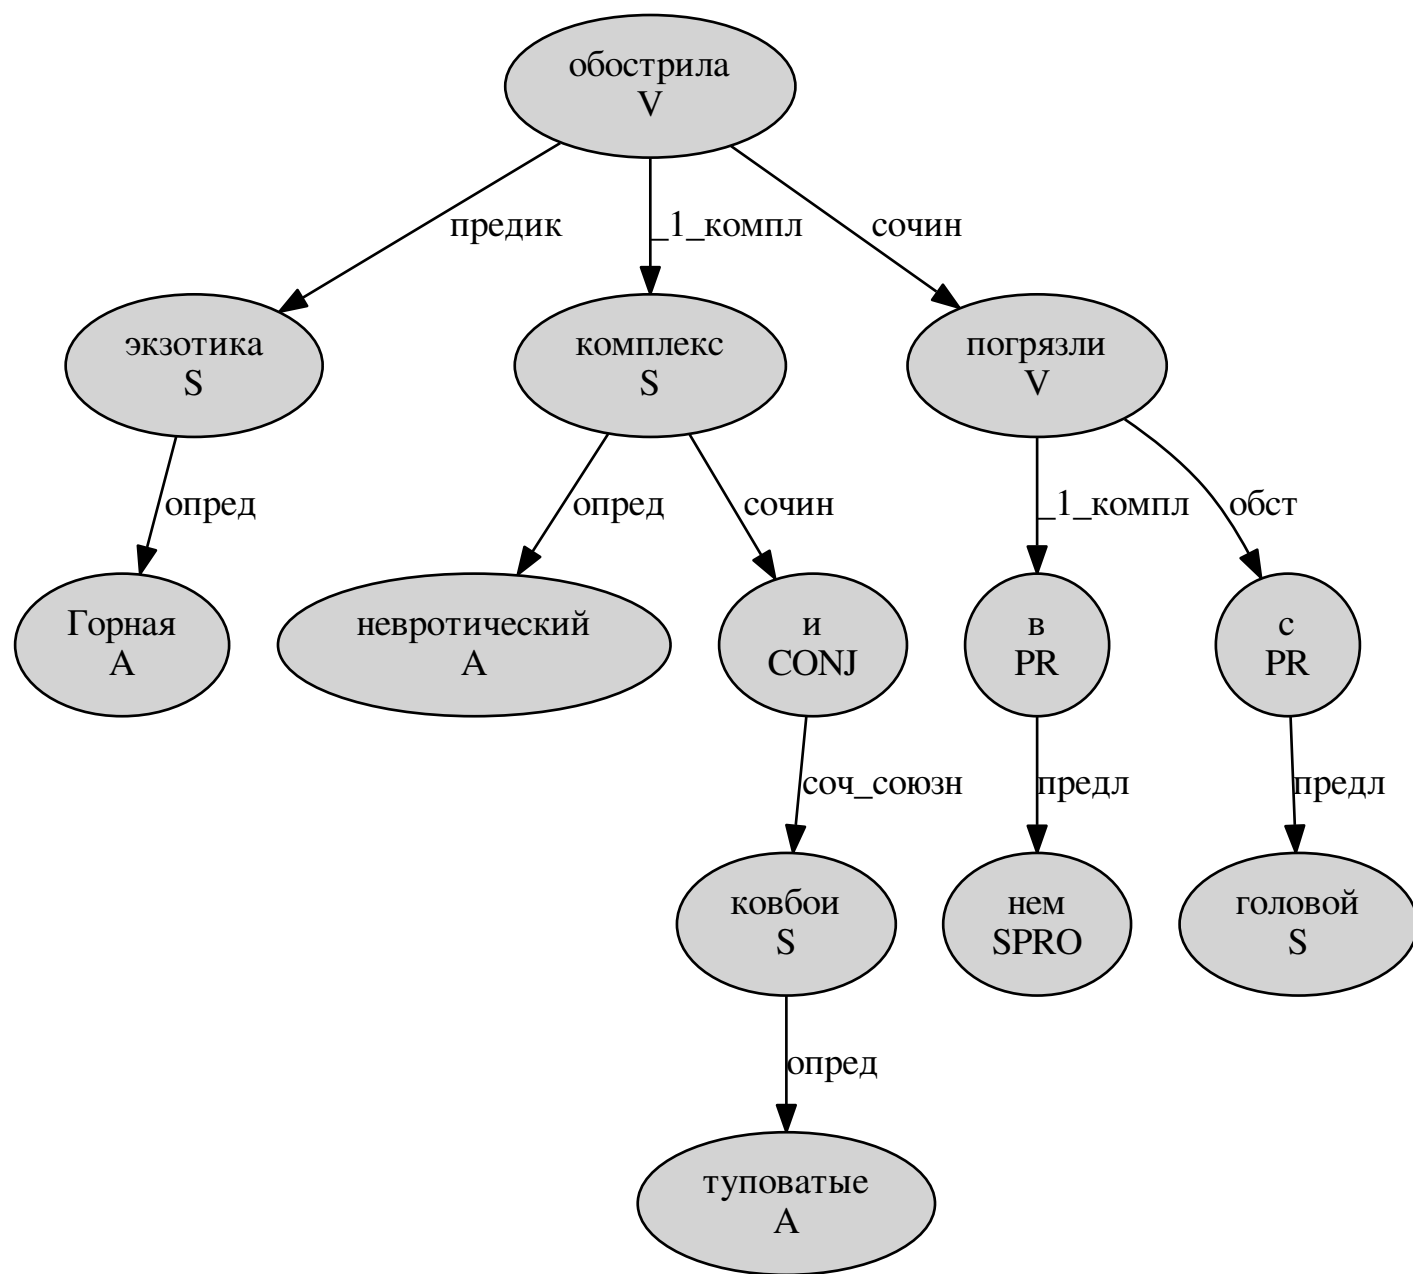 обострила
V
предик
_1_компл
сочин
экзотика
S
комплекс
S
погрязли
V
опред
опред
сочин
_1_компл
обст
Горная
A
невротический
A
и
CONJ
в
PR
с
PR
соч_союзн
предл
предл
ковбои
S
нем
SPRO
головой
S
опред
туповатые
A